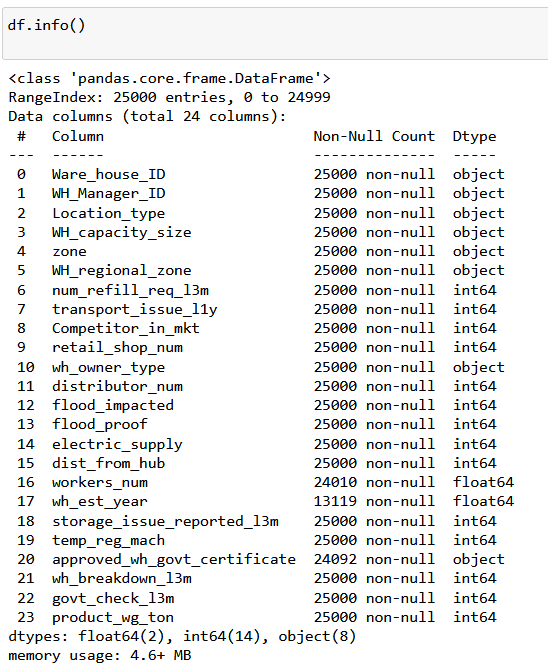 df.info()
<class 'pandas.core.frame.DataFrame'>
RangeIndex: 25000 entries, 0 to 24999
Data columns (total 24 columns):
 #   Column                        Non-Null Count  Dtype
---  ------                        --------------  -----
 0   Ware_house_ID                 25000 non-null  object
 1   WH_Manager_ID                 25000 non-null  object
 2   Location_type                 25000 non-null  object
 3   WH_capacity_size              25000 non-null  object
 4   zone                          25000 non-null  object
 5   WH_regional_zone              25000 non-null  object
 6   num_refill_req_l3m            25000 non-null  int64
 7   transport_issue_l1y           25000 non-null  int64
 8   Competitor_in_mkt             25000 non-null  int64
 9   retail_shop_num               25000 non-null  int64
 10  wh_owner_type                 25000 non-null  object
 11  distributor_num               25000 non-null  int64
 12  flood_impacted                25000 non-null  int64
 13  flood_proof                   25000 non-null  int64
 14  electric_supply               25000 non-null  int64
 15  dist_from_hub                 25000 non-null  int64
 16  workers_num                   24010 non-null  float64
 17  wh_est_year                   13119 non-null  float64
 18  storage_issue_reported_l3m    25000 non-null  int64
 19  temp_reg_mach                 25000 non-null  int64
 20  approved_wh_govt_certificate  24092 non-null  object
 21  wh_breakdown_l3m              25000 non-null  int64
 22  govt_check_l3m                25000 non-null  int64
 23  product_wg_ton                25000 non-null  int64
dtypes: float64(2), int64(14), object(8)
memory usage: 4.6+ MB